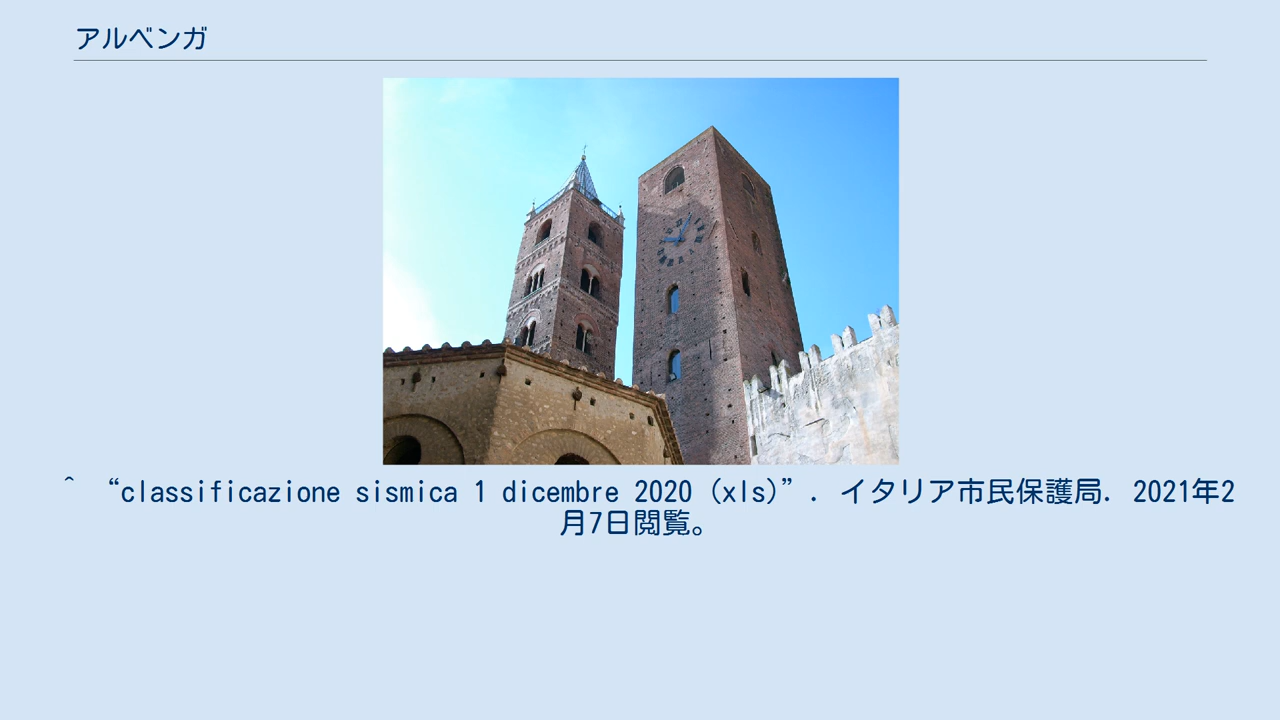 アルベンガ
^ “classificazione sismica 1 dicembre 2020 (xls)”. イタリア市民保護局. 2021年2
月7日閲覧。